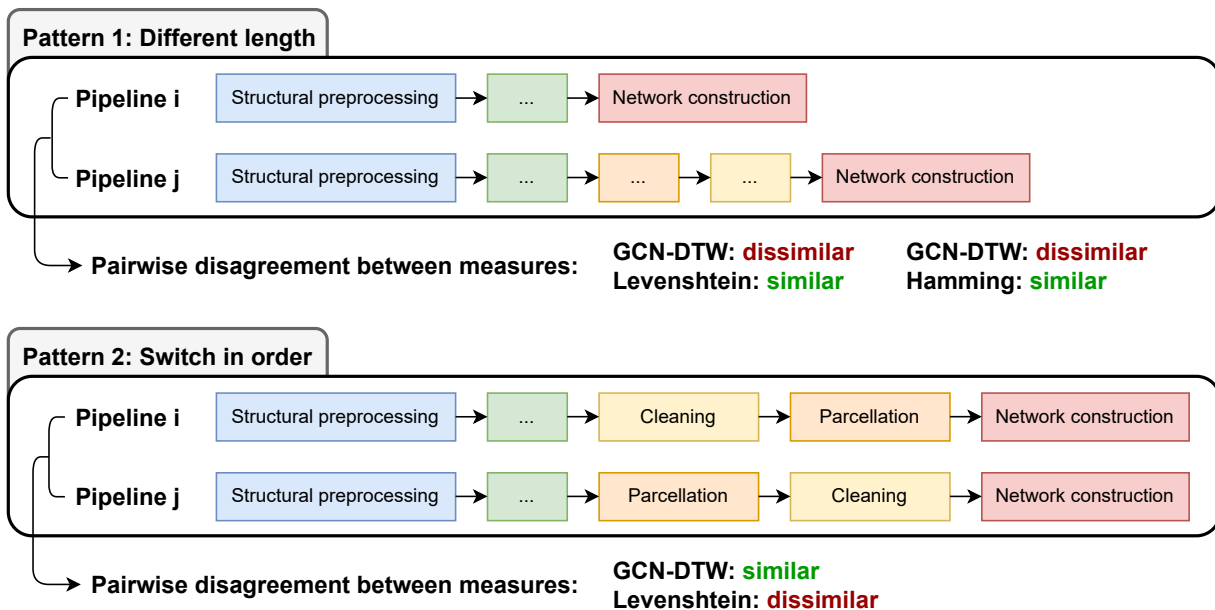 Pattern 1: Different length
Pipeline i
Structural preprocessing
...
Network construction
Pipeline j
Structural preprocessing
...
...
...
Network construction
Pairwise disagreement between measures:
GCN-DTW: dissimilar
Levenshtein: similar
GCN-DTW: dissimilar
Hamming: similar
Pattern 2: Switch in order
Pipeline i
Structural preprocessing
...
Cleaning
Parcellation
Network construction
Pipeline j
Structural preprocessing
...
Parcellation
Cleaning
Network construction
Pairwise disagreement between measures:
GCN-DTW: similar
Levenshtein: dissimilar